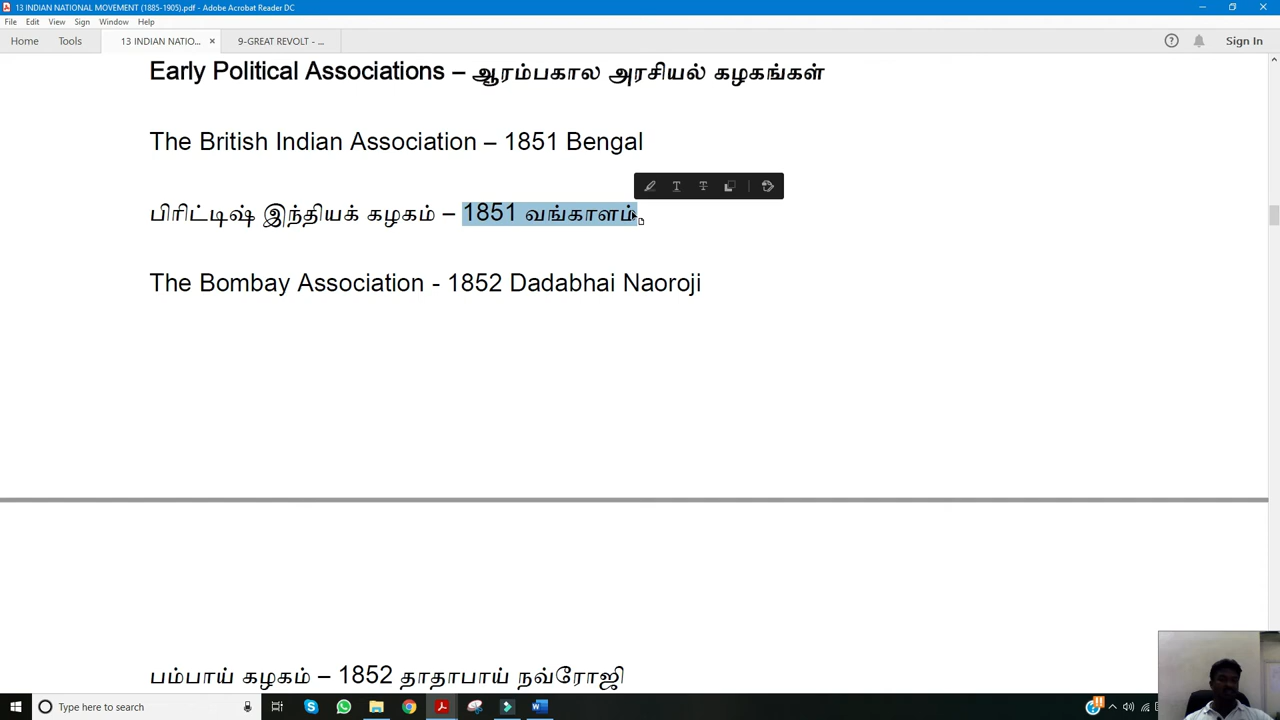 13 INDIAN NATIONAL MOVEMENT (1885-1905).pdf - Adobe Acrobat Reader DC
File Edit View Sign Window Help
Home Tools 13 INDIAN NATIO... × 9-GREAT REVOLT - ... Sign In
Early Political Associations – ஆரம்பகால அரசியல் கழகங்கள்
The British Indian Association – 1851 Bengal
பிரிட்டிஷ் இந்தியக் கழகம் – 1851 வங்காளம்
The Bombay Association - 1852 Dadabhai Naoroji
பம்பாய் கழகம் – 1852 தாதாபாய் நவ்ரோஜி
Type here to search